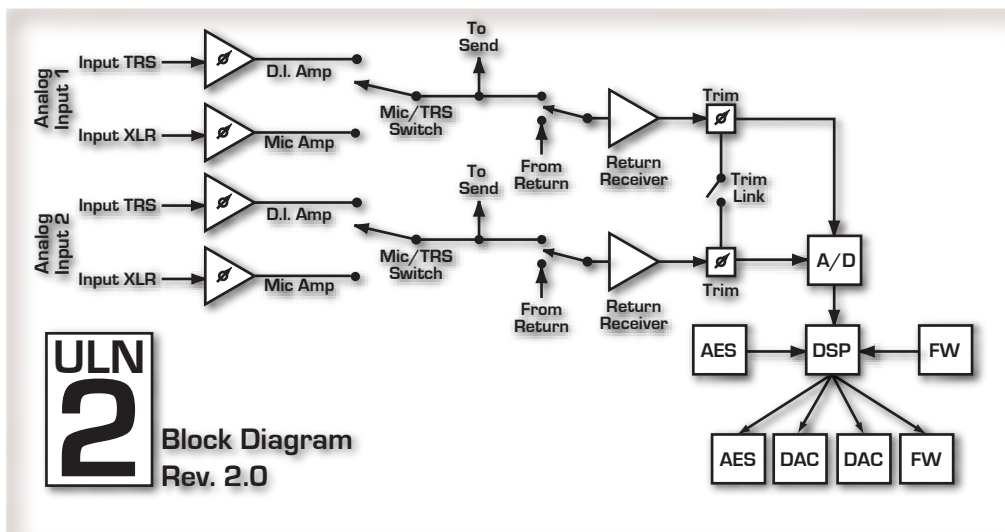 Analog
Input 1
Input TRS
D.I. Amp
Input XLR
Mic Amp
Mic/TRS
Switch
To
Send
From
Return
Return
Receiver
Trim
Trim
Link
Analog
Input 2
Input TRS
D.I. Amp
Input XLR
Mic Amp
Mic/TRS
Switch
To
Send
From
Return
Return
Receiver
Trim
A/D
AES
DSP
FW
AES
DAC
DAC
FW
ULN
2
Block Diagram
Rev. 2.0